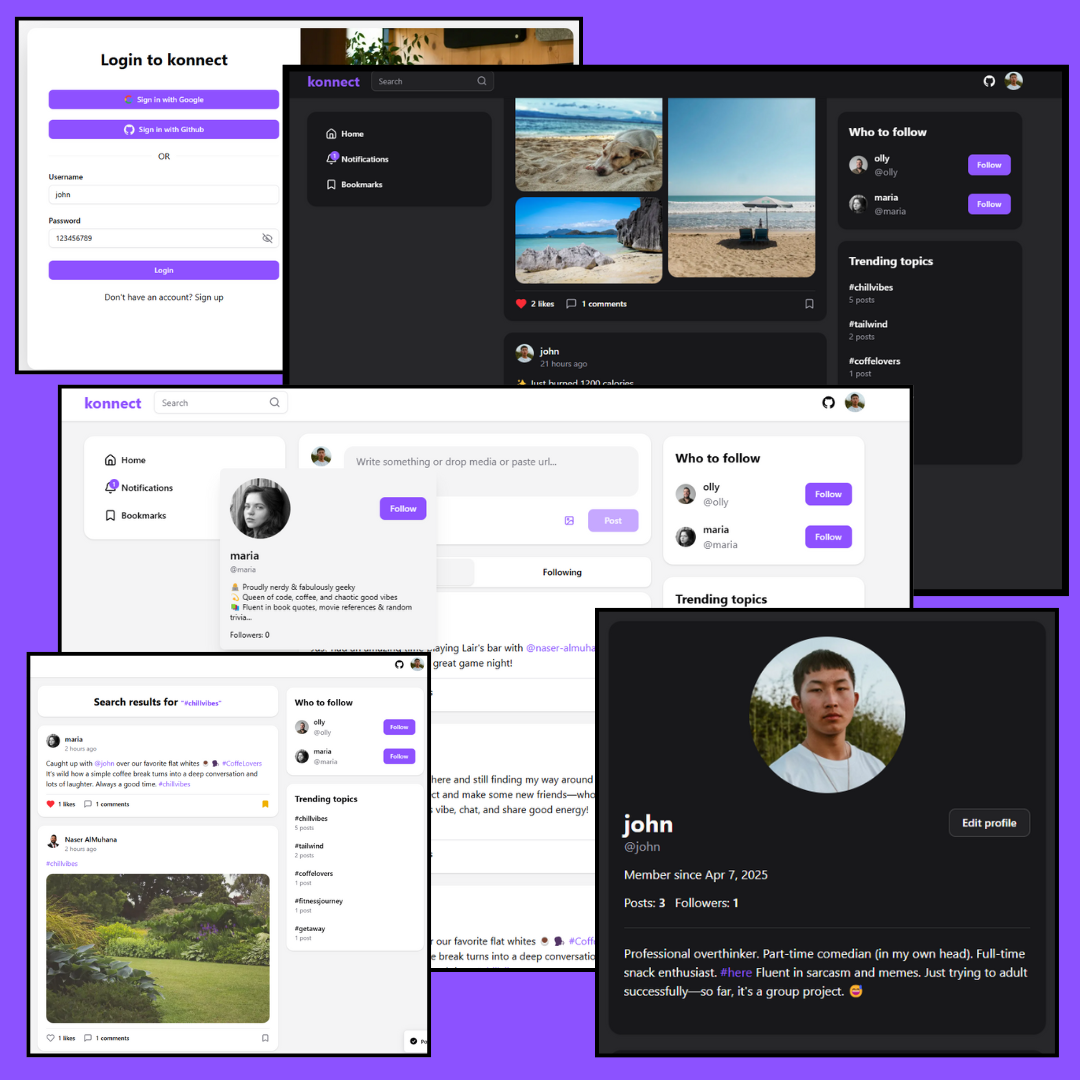 Login to konnect
Sign in with Google
Sign in with Github
OR
Username
john
Password
123456789
Login
Don't have an account? Sign up
konnect
Search
Home
1
Notifications
Bookmarks
2 likes
1 comments
john
21 hours ago
✨ Just burned 1200 calories
Who to follow
olly
@olly
Follow
maria
@maria
Follow
Trending topics
#chillvibes
5 posts
#tailwind
2 posts
#coffelovers
1 post
konnect
Search
Home
1
Notifications
Bookmarks
Write something or drop media or paste url...
Post
Following
maria
@maria
Follow
Proudly nerdy & fabulously geeky
Queen of code, coffee, and chaotic good vibes
Fluent in book quotes, movie references & random
trivia...
Followers: 0
had an amazing time playing Lair's bar with @naser-almuha
great game night!
here and still finding my way around
ct and make some new friends—who
vibe, chat, and share good energy!
r our favorite flat whites ☕ 🗣 #Coff
e break turns into a deep conversatio
Who to follow
olly
@olly
Follow
maria
@maria
Follow
Trending topics
Search results for "#chillvibes"
maria
2 hours ago
Caught up with @john over our favorite flat whites ☕ 🗣 #CoffeLovers
It's wild how a simple coffee break turns into a deep conversation and
lots of laughter. Always a good time. #chillvibes
1 likes
1 comments
Naser AlMuhana
2 hours ago
#chillvibes
1 likes
1 comments
Who to follow
olly
@olly
Follow
maria
@maria
Follow
Trending topics
#chillvibes
5 posts
#tailwind
2 posts
#coffelovers
1 post
#fitnessjourney
1 post
#getaway
1 post
Po
john
@john
Edit profile
Member since Apr 7, 2025
Posts: 3 Followers: 1
Professional overthinker. Part-time comedian (in my own head). Full-time
snack enthusiast. #here Fluent in sarcasm and memes. Just trying to adult
successfully—so far, it's a group project. 😅